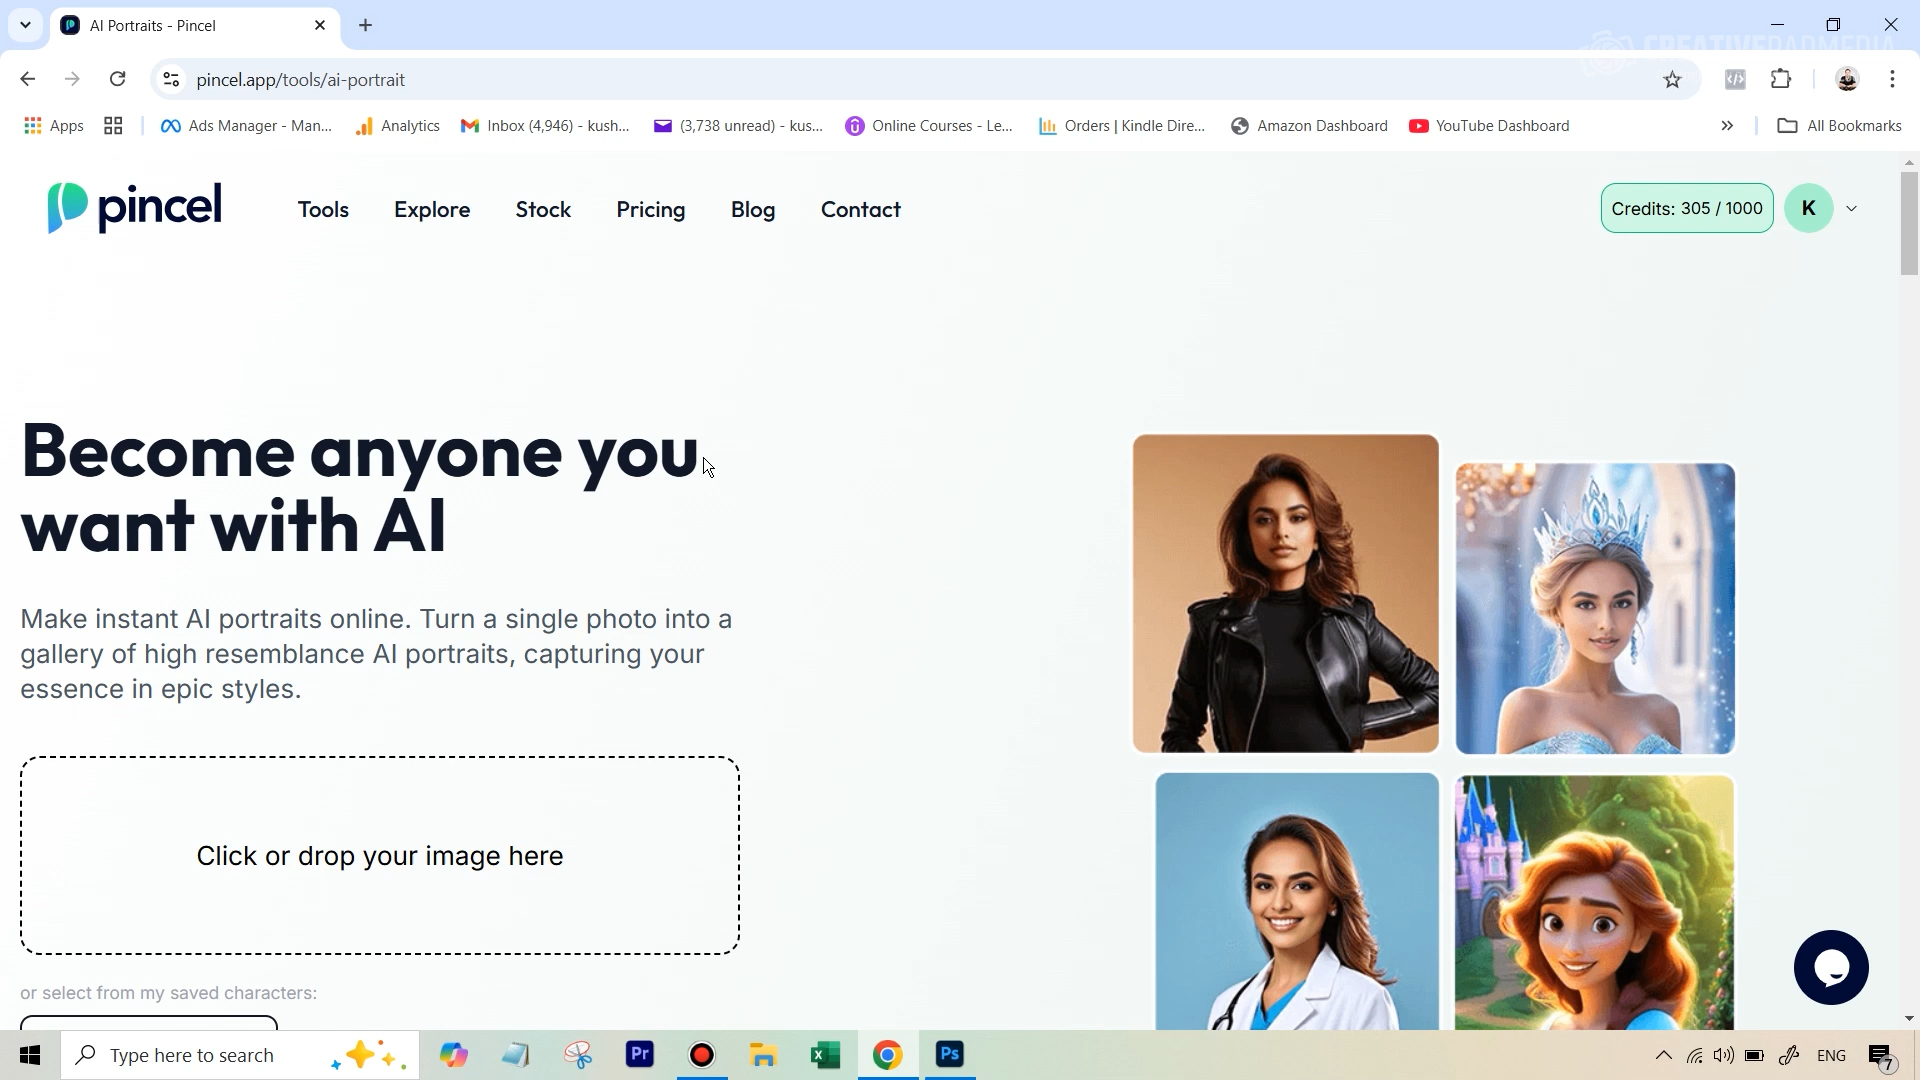 AI Portraits - Pincel
CREATIVEDADMEDIA
pincel.app/tools/ai-portrait
Apps
Ads Manager - Man...
Analytics
Inbox (4,946) - kush...
(3,738 unread) - kus...
Online Courses - Le...
Orders | Kindle Dire...
Amazon Dashboard
YouTube Dashboard
All Bookmarks
pincel
Tools
Explore
Stock
Pricing
Blog
Contact
Credits: 305 / 1000
K
Become anyone you
want with AI
Make instant AI portraits online. Turn a single photo into a
gallery of high resemblance AI portraits, capturing your
essence in epic styles.
Click or drop your image here
or select from my saved characters:
Type here to search
Pr
Ps
ENG
7